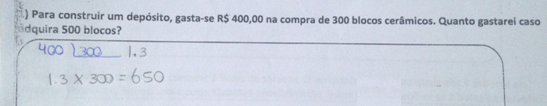 ) Para construir um depósito, gasta-se R$ 400,00 na compra de 300 blocos cerâmicos. Quanto gastarei caso
dquira 500 blocos?
400 300 1.3
1.3 x 300 = 650